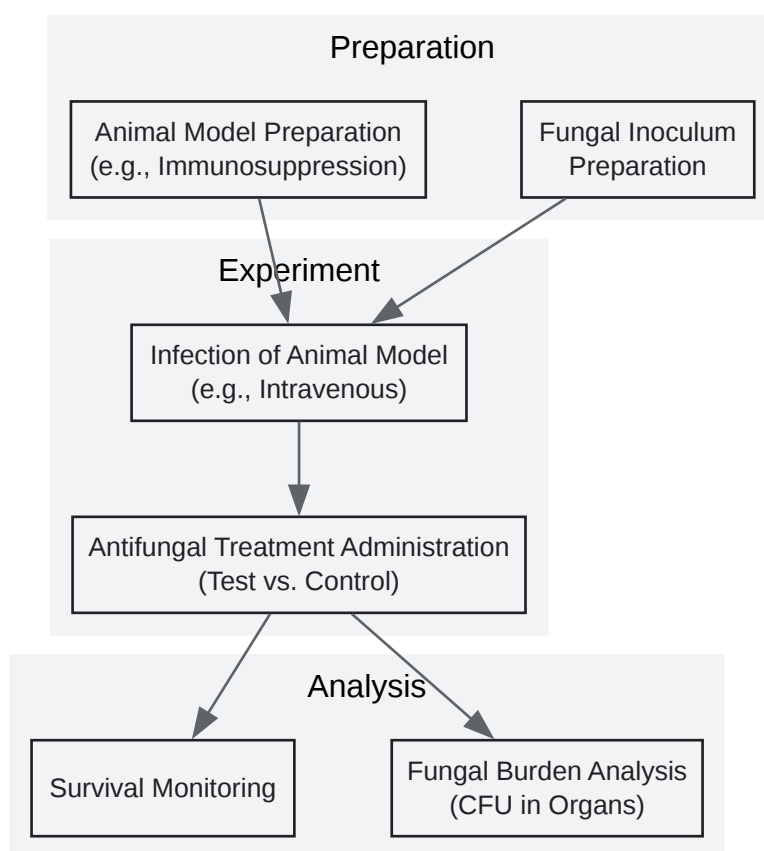 Preparation
Animal Model Preparation
(e.g., Immunosuppression)
Fungal Inoculum
Preparation
Experiment
Infection of Animal Model
(e.g., Intravenous)
Antifungal Treatment Administration
(Test vs. Control)
Analysis
Survival Monitoring
Fungal Burden Analysis
(CFU in Organs)